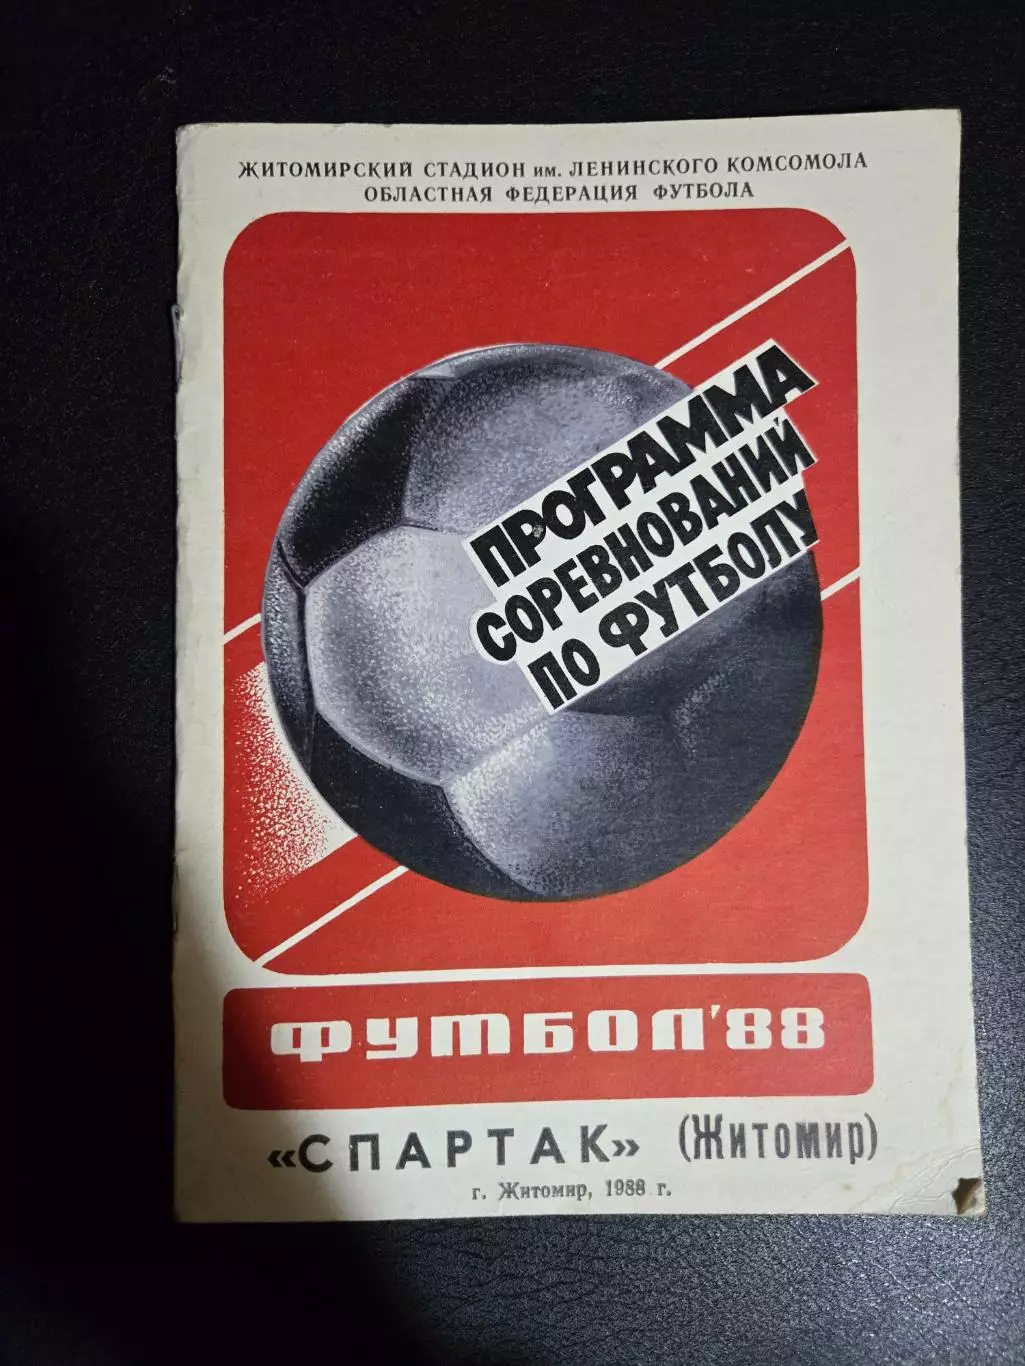 ЖИТОМИРСКИЙ СТАДИОН им. ЛЕНИНСКОГО КОМСОМОЛА
ОБЛАСТНАЯ ФЕДЕРАЦИЯ ФУТБОЛА
ПРОГРАММА
СОРЕВНОВАНИЙ
ПО ФУТБОЛУ
ФУТБОЛ'88
«СПАРТАК» (Житомир)
г. Житомир, 1988 г.